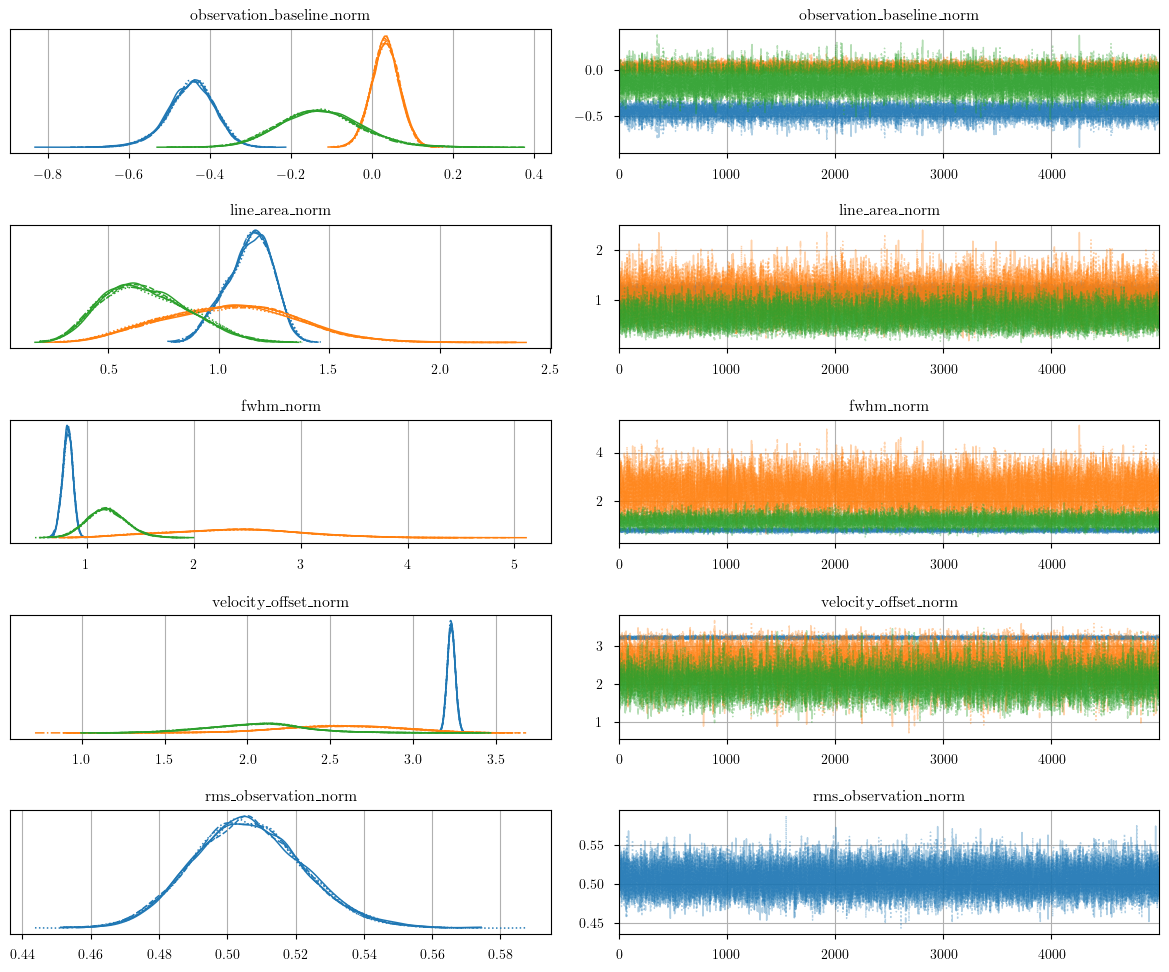 observation_baseline_norm observation_baseline_norm
0.0
−0.5
−0.8 −0.6 −0.4 −0.2 0.0 0.2 0.4 0 1000 2000 3000 4000
line_area_norm line_area_norm
2
1
0.5 1.0 1.5 2.0 2.5 0 1000 2000 3000 4000
fwhm_norm fwhm_norm
4
2
1 2 3 4 5 0 1000 2000 3000 4000
velocity_offset_norm velocity_offset_norm
3
2
1
1.0 1.5 2.0 2.5 3.0 3.5 0 1000 2000 3000 4000
rms_observation_norm rms_observation_norm
0.55
0.50
0.45
0.44 0.46 0.48 0.50 0.52 0.54 0.56 0.58 0 1000 2000 3000 4000